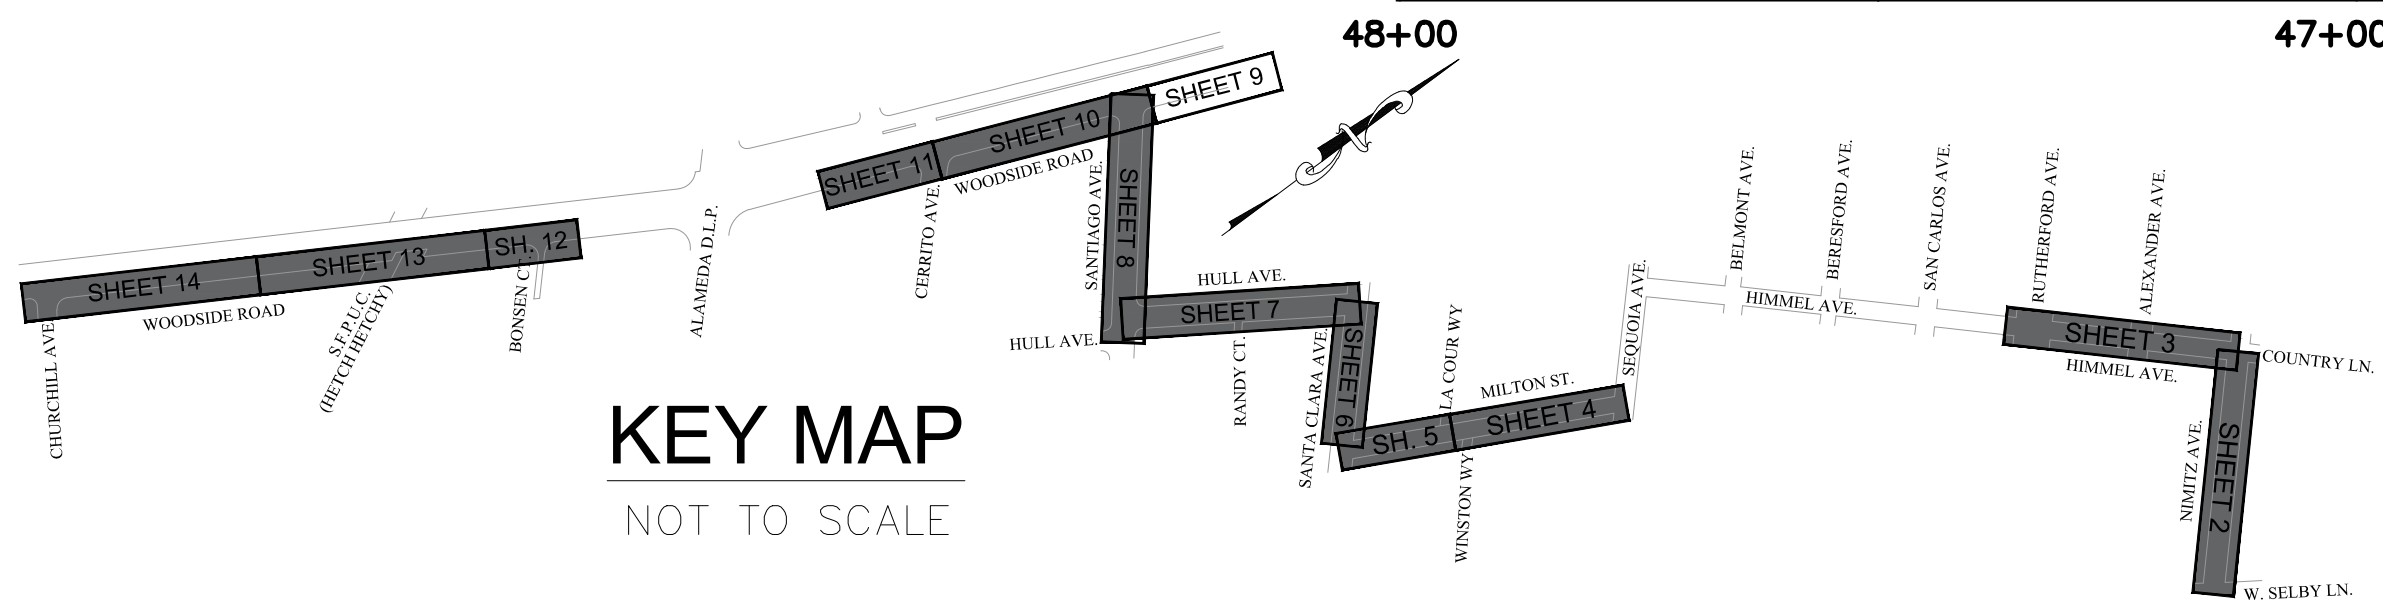 48+00
47+00
SHEET 9
SHEET 10
SHEET 11
WOODSIDE ROAD
CERRITO AVE.
SANTIAGO AVE.
SHEET 8
SH. 12
SHEET 13
SHEET 14
WOODSIDE ROAD
CHURCHILL AVE.
S.F.P.U.C.
(HETCH HETCHY)
BONSEN CT.
ALAMEDA D.L.P.
HULL AVE.
SHEET 7
HULL AVE.
RANDY CT.
SANTA CLARA AVE.
SHEET 6
LA COUR WY
MILTON ST.
SH. 5
SHEET 4
WINSTON WY
SEQUOIA AVE.
BELMONT AVE.
BERESFORD AVE.
SAN CARLOS AVE.
RUTHERFORD AVE.
ALEXANDER AVE.
HIMMEL AVE.
SHEET 3
HIMMEL AVE.
COUNTRY LN.
NIMITZ AVE.
SHEET 2
W. SELBY LN.
KEY MAP
NOT TO SCALE